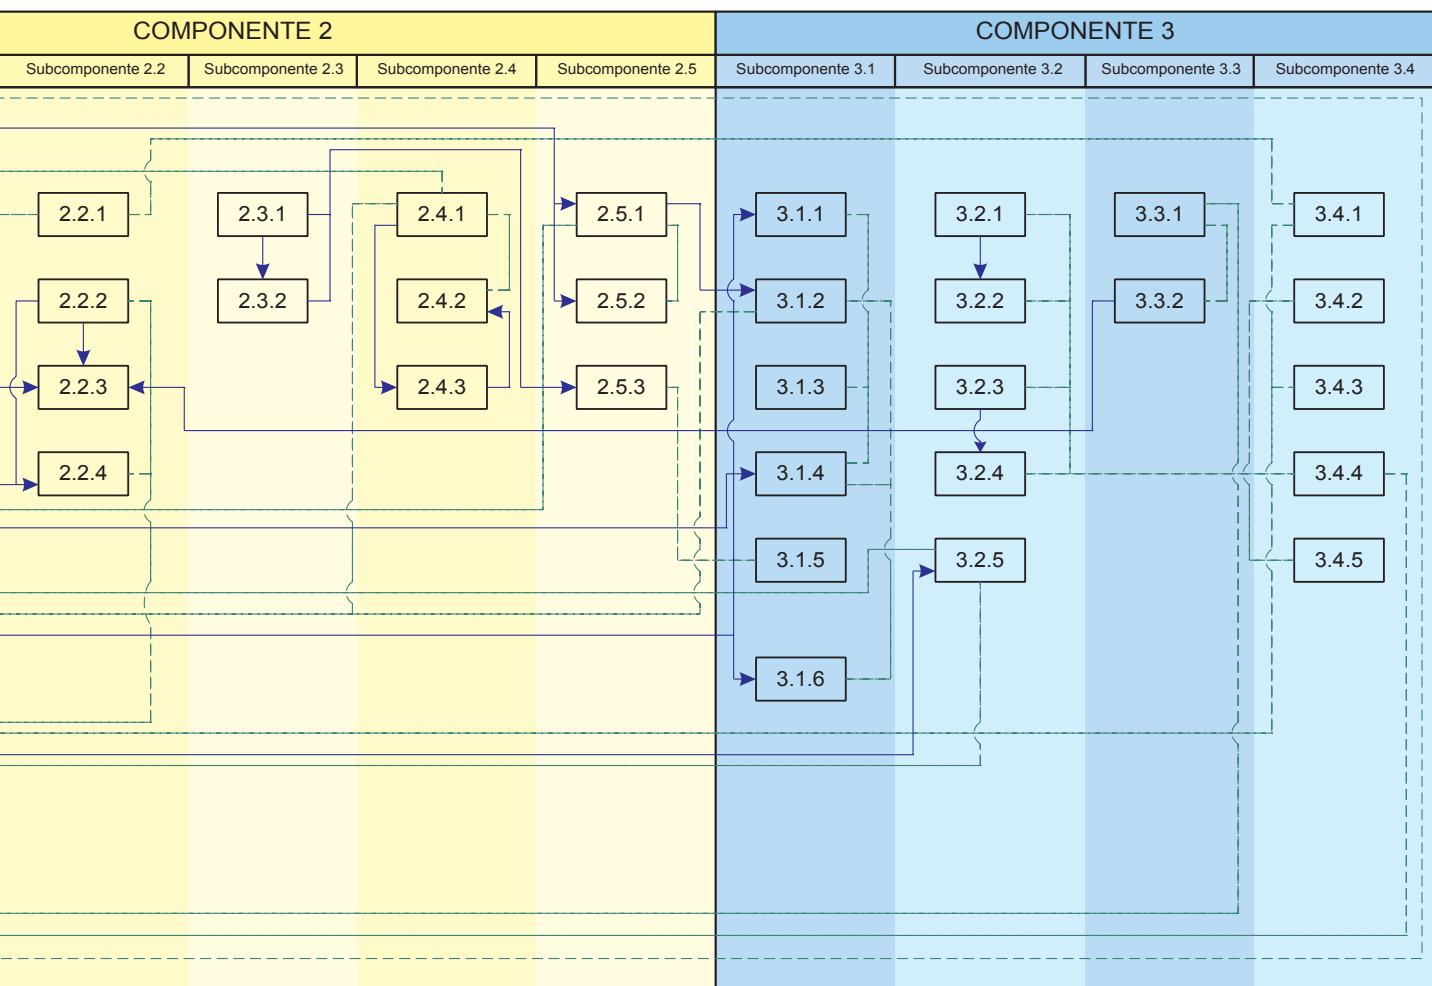 COMPONENTE 2 COMPONENTE 3
Subcomponente 2.2 Subcomponente 2.3 Subcomponente 2.4 Subcomponente 2.5 Subcomponente 3.1 Subcomponente 3.2 Subcomponente 3.3 Subcomponente 3.4
2.2.1 2.3.1 2.4.1 2.5.1 3.1.1 3.2.1 3.3.1 3.4.1
2.2.2 2.3.2 2.4.2 2.5.2 3.1.2 3.2.2 3.3.2 3.4.2
2.2.3 2.4.3 2.5.3 3.1.3 3.2.3 3.4.3
2.2.4 3.1.4 3.2.4 3.4.4
3.1.5 3.2.5 3.4.5
3.1.6